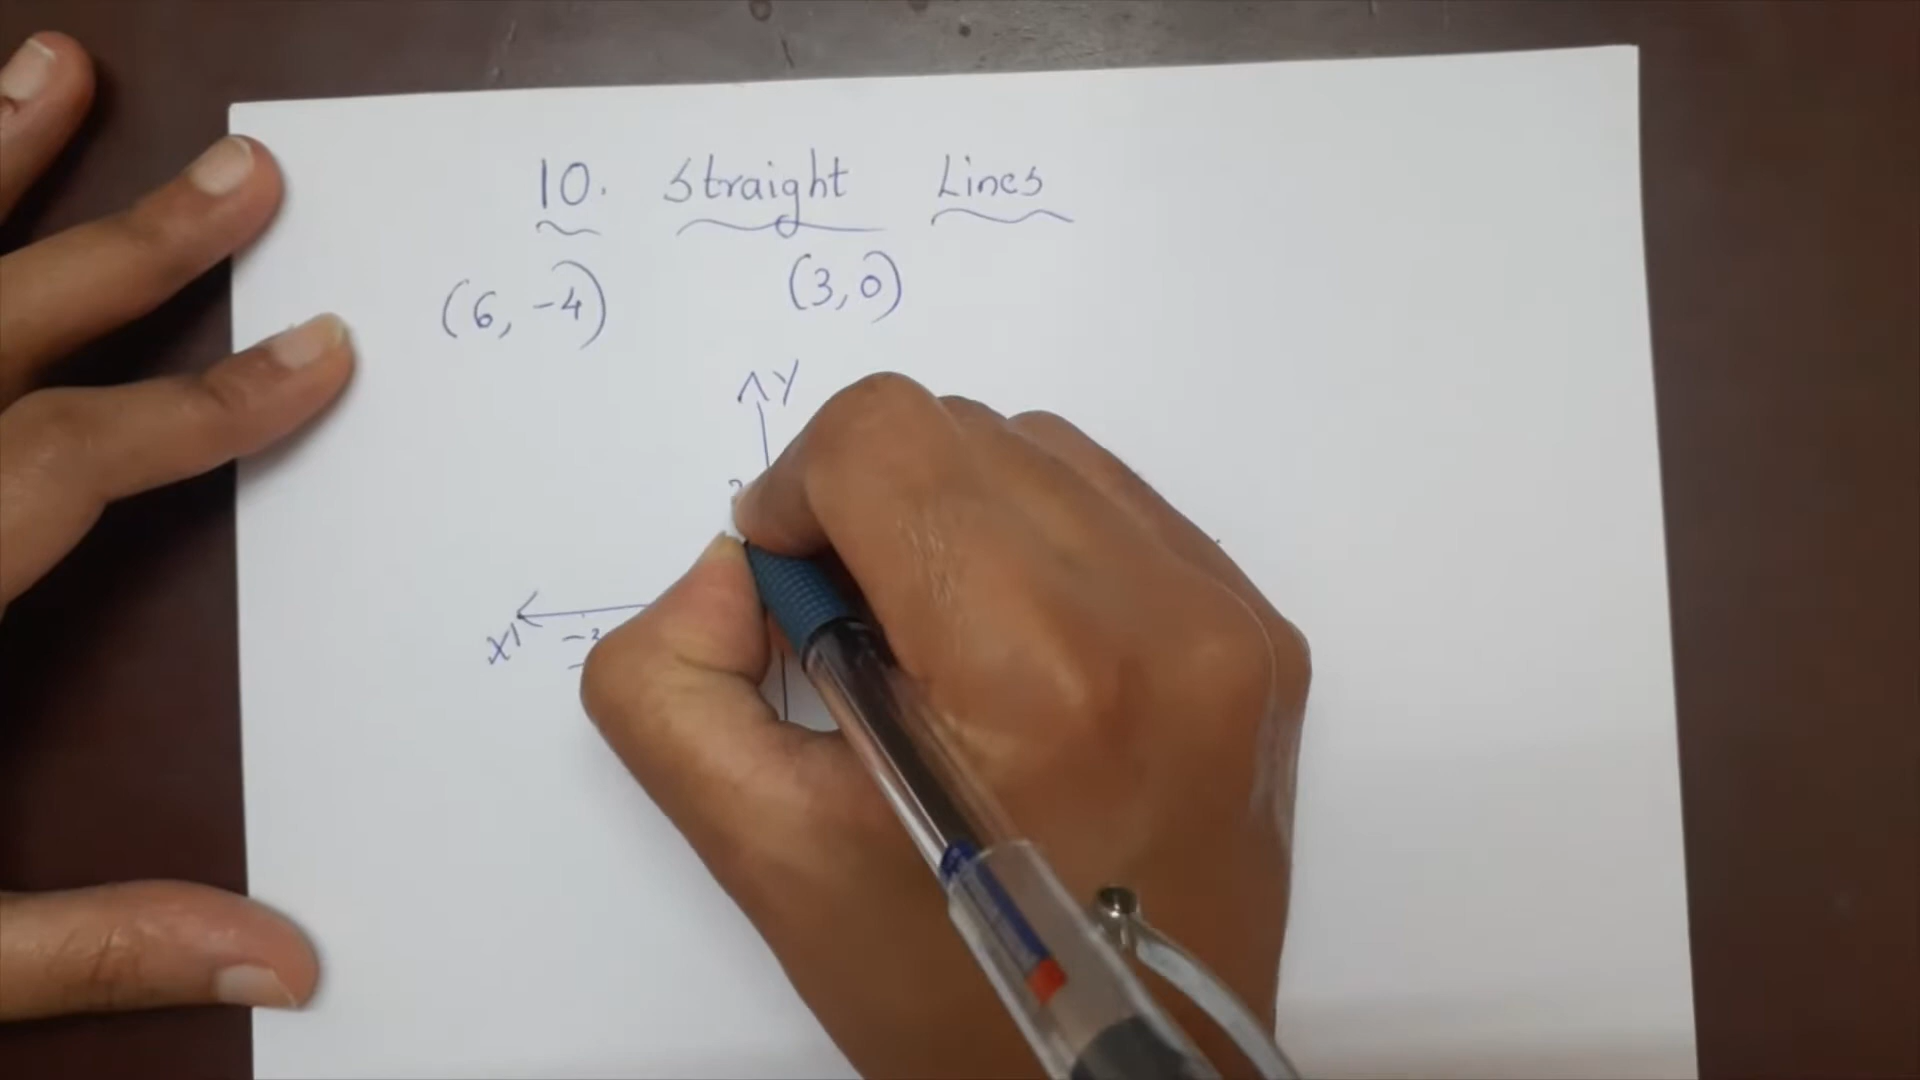 10. Straight Lines
(6, -4) (3,0)
Y
X'